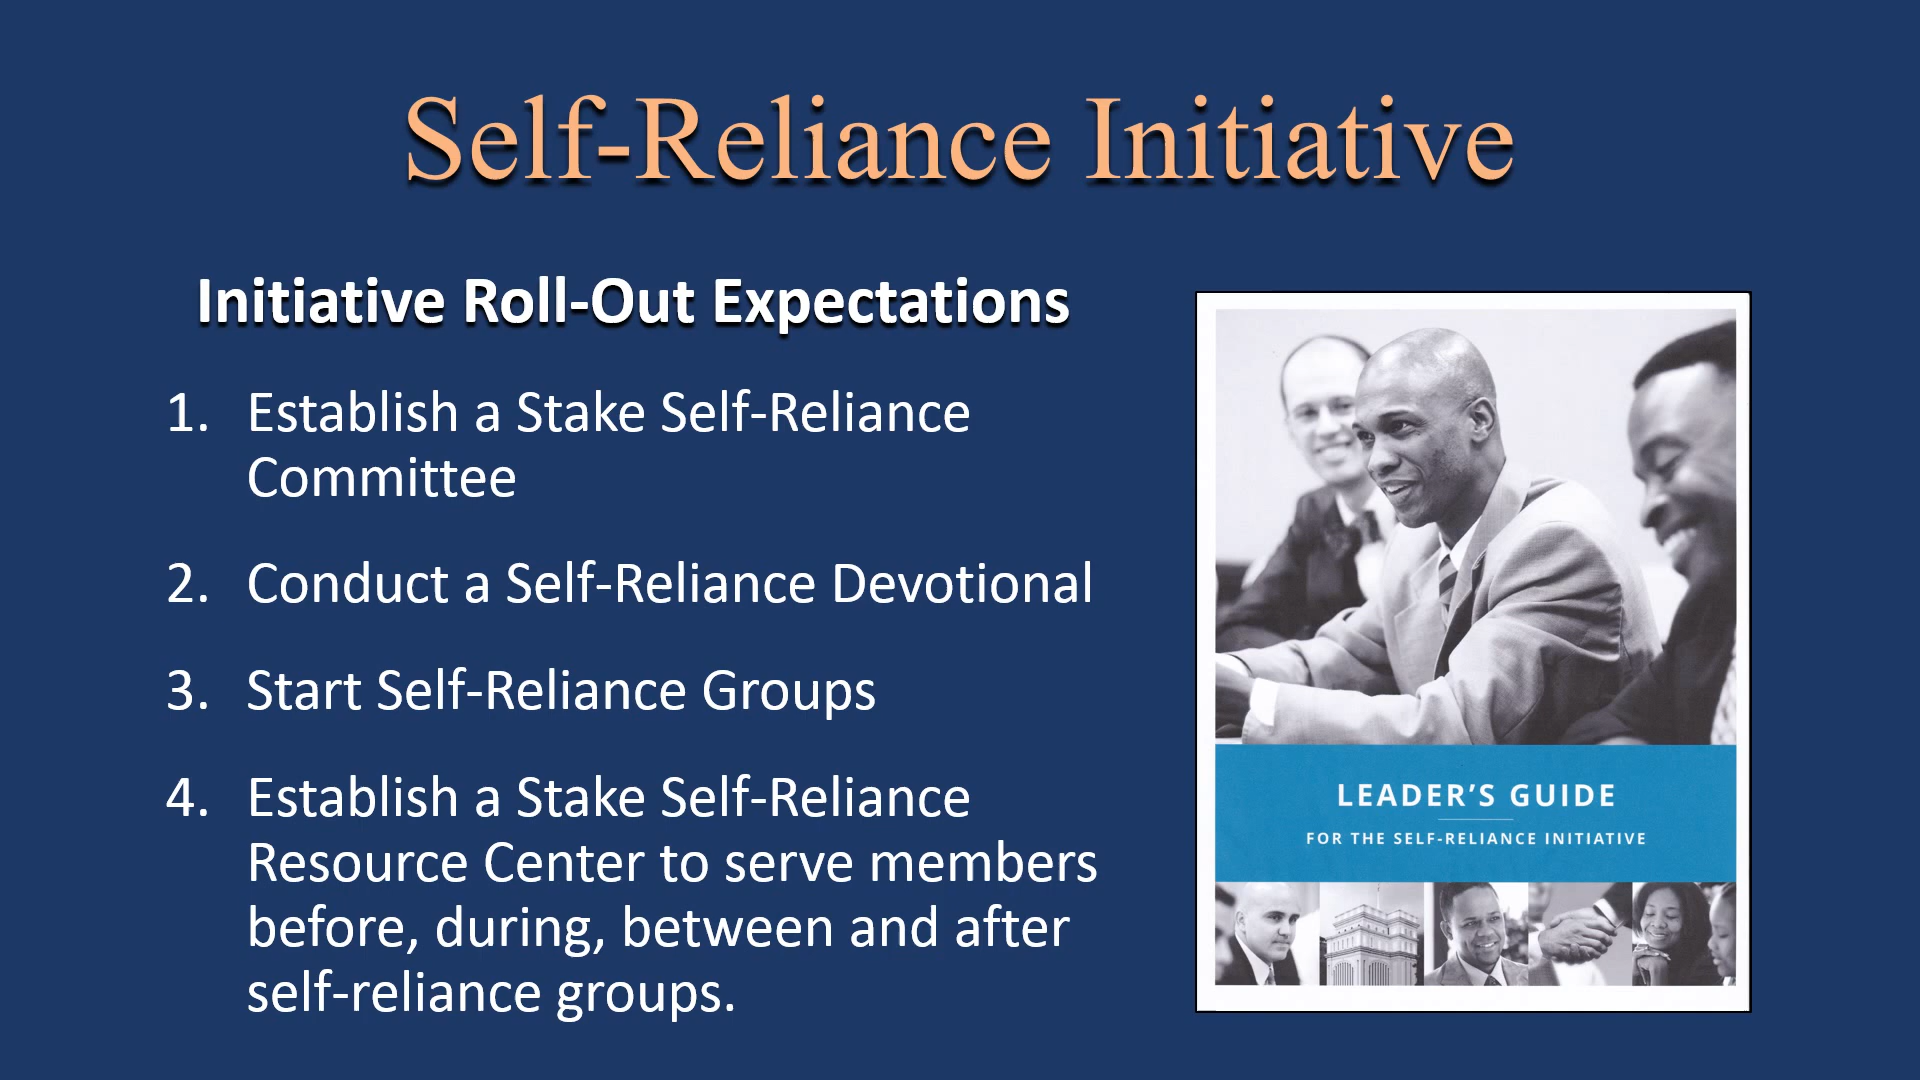 Self-Reliance Initiative
Initiative Roll-Out Expectations
1. Establish a Stake Self-Reliance
Committee
2. Conduct a Self-Reliance Devotional
3. Start Self-Reliance Groups
4. Establish a Stake Self-Reliance
Resource Center to serve members
before, during, between and after
self-reliance groups.
LEADER’S GUIDE
FOR THE SELF-RELIANCE INITIATIVE